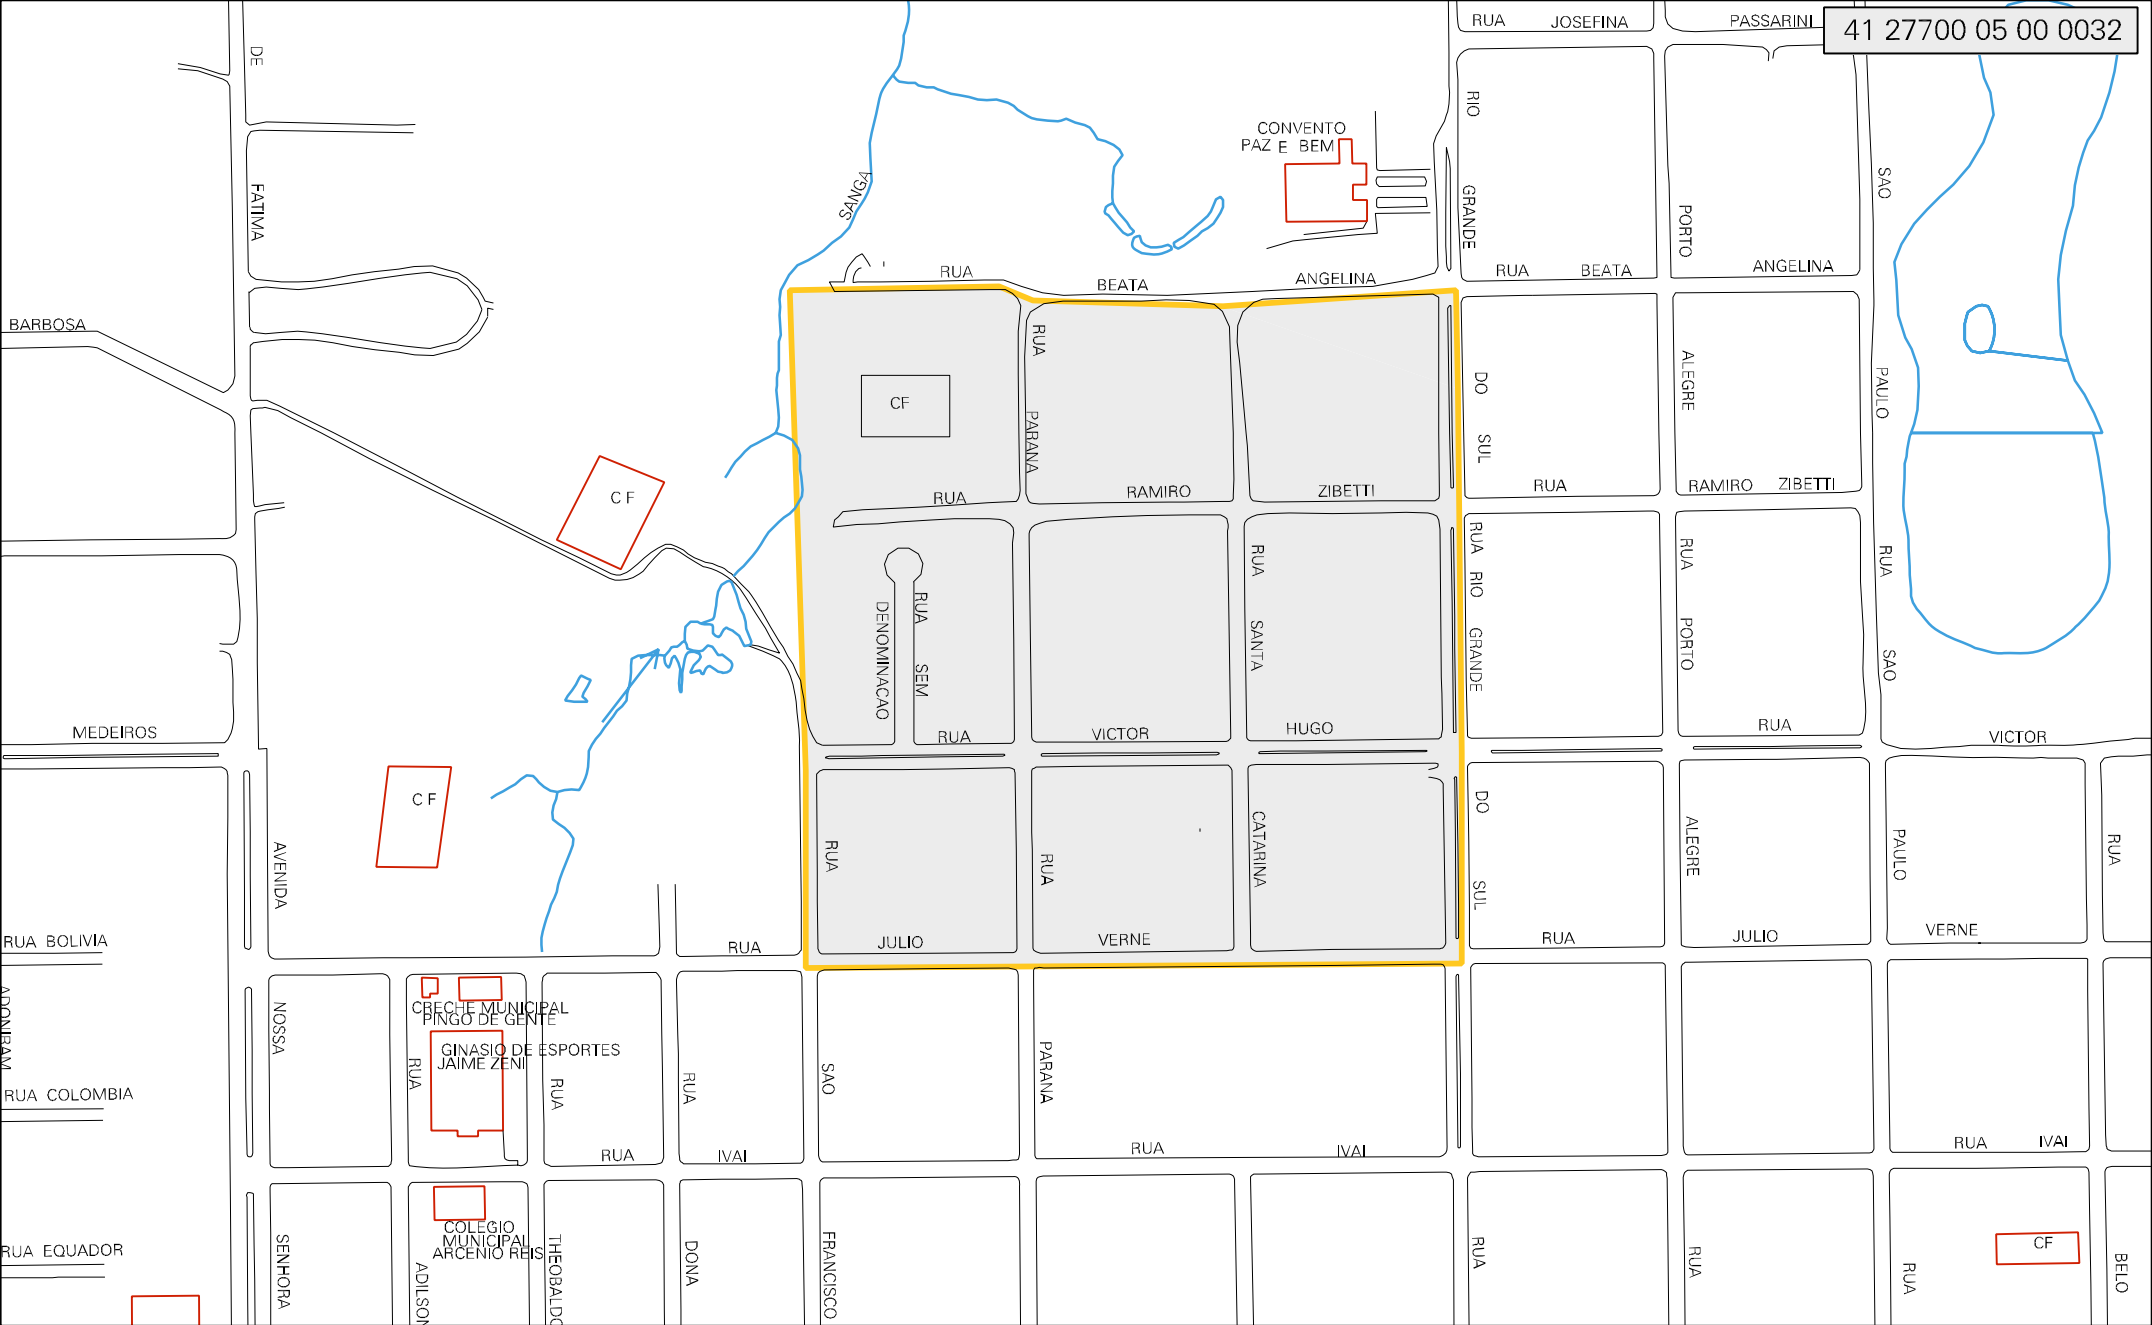 RUA JOSEFINA PASSARINI
41 27700 05 00 0032
DE
RIO
CONVENTO
PAZ E BEM
SANGA
FATIMA
GRANDE
PORTO
SAO
RUA BEATA ANGELINA
RUA BEATA ANGELINA
BARBOSA
RUA
PARANA
DO
SUL
ALEGRE
PAULO
CF
C F
RUA RAMIRO ZIBETTI
RUA RAMIRO ZIBETTI
RUA
SEM
DENOMINACAO
RUA
SANTA
RUA
RIO
GRANDE
RUA
PORTO
RUA
SAO
MEDEIROS
RUA VICTOR HUGO
RUA
VICTOR
C F
AVENIDA
RUA
RUA
CATARINA
DO
SUL
ALEGRE
PAULO
RUA
RUA BOLIVIA
RUA JULIO VERNE
RUA JULIO VERNE
ADONIRAM
NOSSA
CRECHE MUNICIPAL
PINGO DE GENTE
GINASIO DE ESPORTES
JAIME ZENI
RUA
RUA
RUA
SAO
PARANA
RUA COLOMBIA
RUA IVAI
RUA IVAI
RUA IVAI
COLEGIO
MUNICIPAL
ARCENIO REIS
RUA EQUADOR
SENHORA
ADILSON
THEOBALDO
DONA
FRANCISCO
RUA
RUA
RUA
CF
BELO